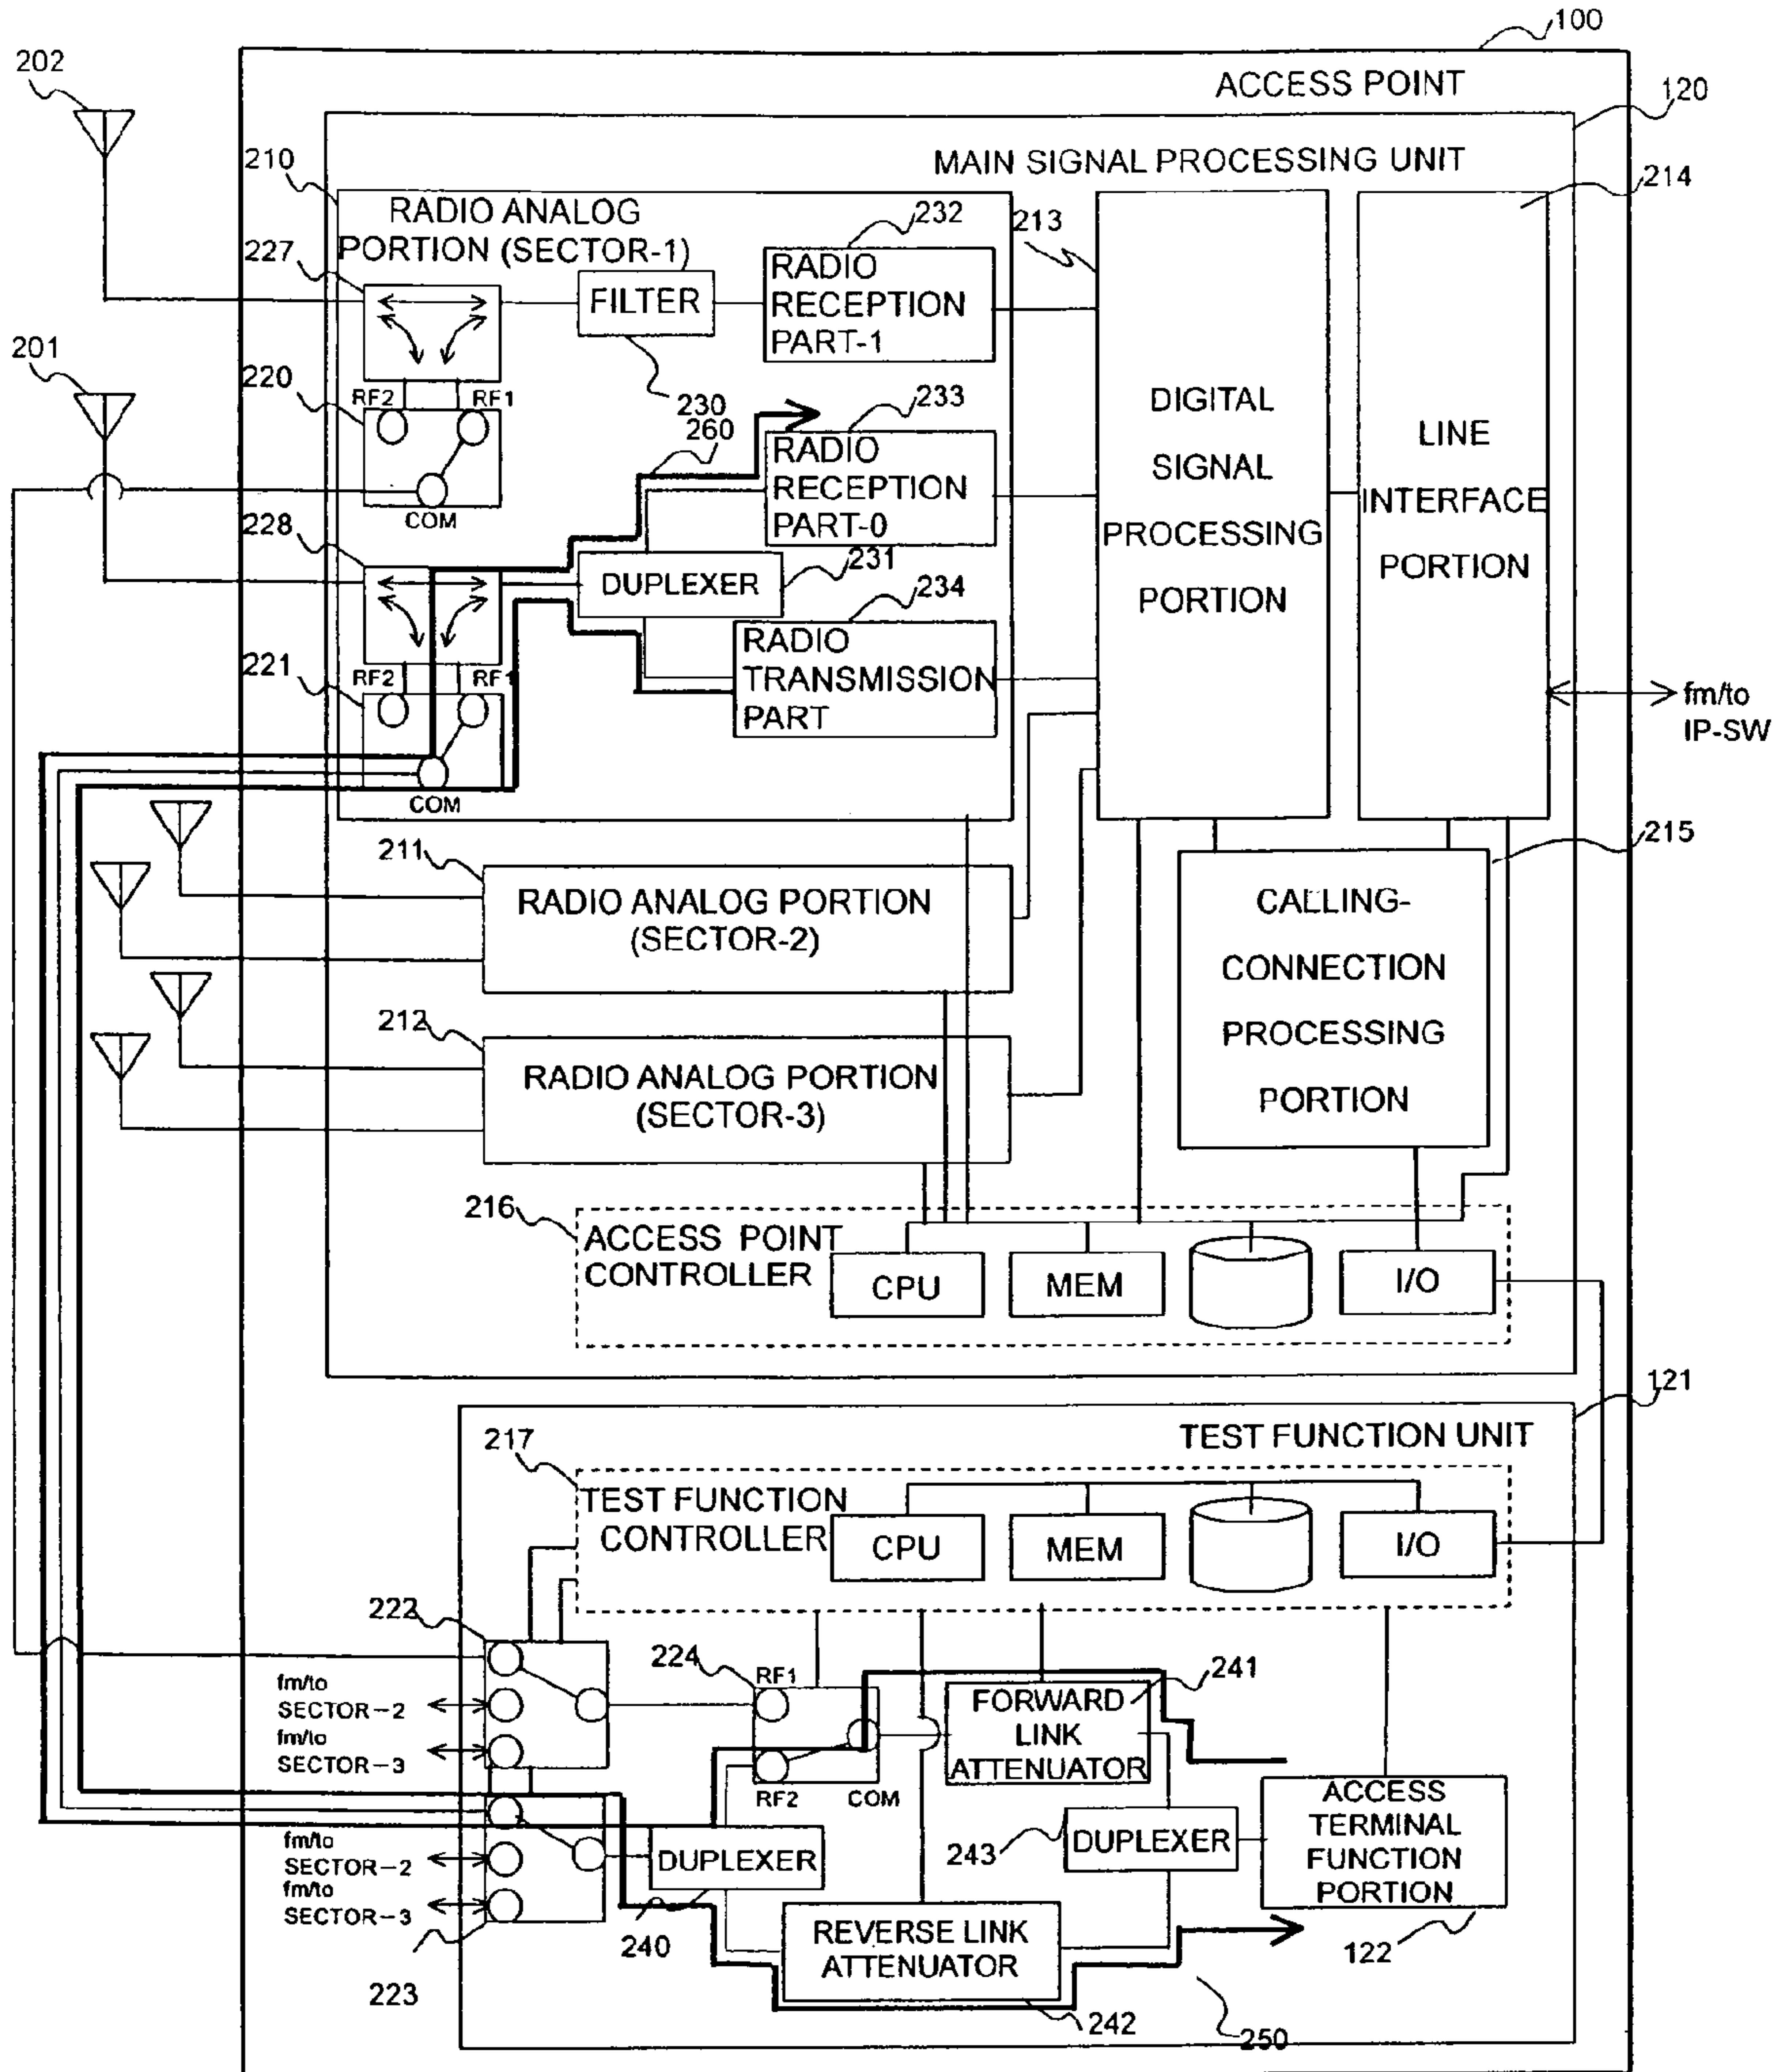 100
202
ACCESS POINT
120
MAIN SIGNAL PROCESSING UNIT
210
214
RADIO ANALOG
PORTION (SECTOR-1)
232
213
227
RADIO
RECEPTION
PART-1
FILTER
201
220
RF2
RF1
230
260
233
DIGITAL
SIGNAL
PROCESSING
PORTION
LINE
INTERFACE
PORTION
RADIO
RECEPTION
PART-0
COM
228
231
DUPLEXER
234
RADIO
TRANSMISSION
PART
221
RF2
RF1
fm/to
IP-SW
COM
215
211
RADIO ANALOG PORTION
(SECTOR-2)
CALLING-
CONNECTION
PROCESSING
PORTION
212
RADIO ANALOG PORTION
(SECTOR-3)
216
ACCESS POINT
CONTROLLER
CPU
MEM
I/O
121
TEST FUNCTION UNIT
217
TEST FUNCTION
CONTROLLER
CPU
MEM
I/O
222
224
RF1
241
fm/to
SECTOR-2
fm/to
SECTOR-3
FORWARD
LINK
ATTENUATOR
RF2
COM
fm/to
SECTOR-2
fm/to
SECTOR-3
DUPLEXER
243
DUPLEXER
ACCESS
TERMINAL
FUNCTION
PORTION
240
REVERSE LINK
ATTENUATOR
122
223
242
250